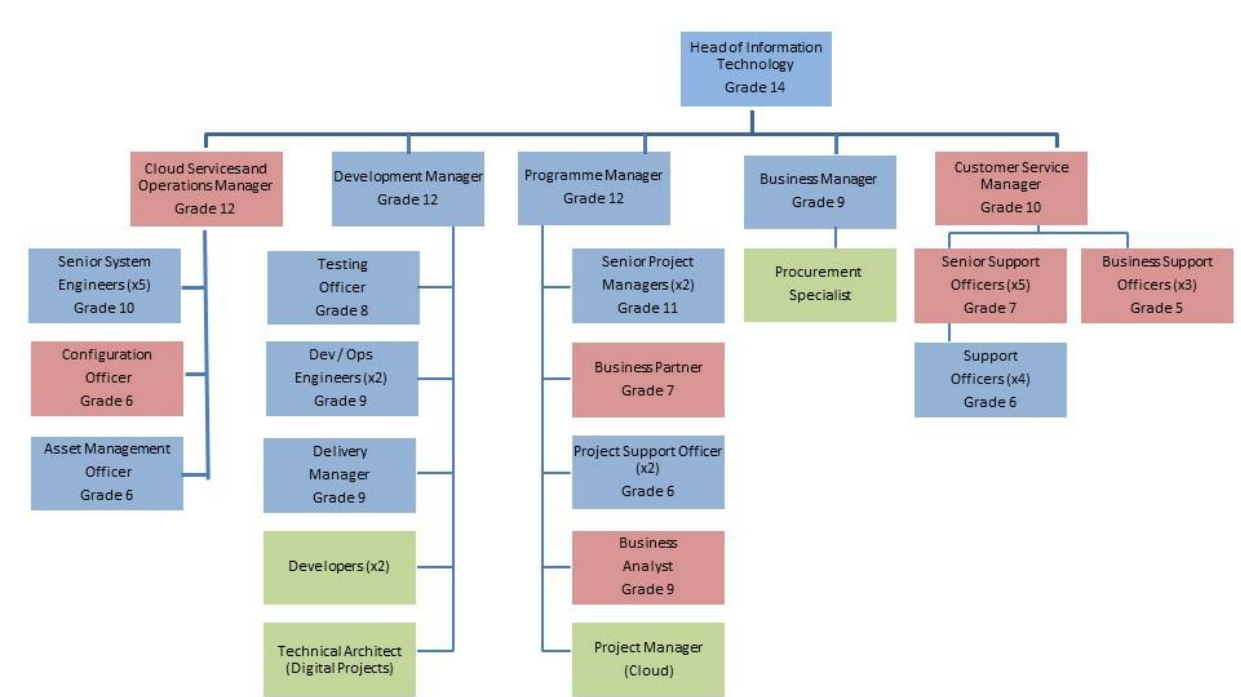 Head of Information
Technology
Grade 14
Cloud Services and
Operations Manager
Grade 12
Development Manager
Grade 12
Programme Manager
Grade 12
Business Manager
Grade 9
Customer Service
Manager
Grade 10
Senior System
Engineers (x5)
Grade 10
Configuration
Officer
Grade 6
Asset Management
Officer
Grade 6
Testing
Officer
Grade 8
Dev / Ops
Engineers (x2)
Grade 9
Delivery
Manager
Grade 9
Developers (x2)
Technical Architect
(Digital Projects)
Senior Project
Managers (x2)
Grade 11
Business Partner
Grade 7
Project Support Officer
(x2)
Grade 6
Business
Analyst
Grade 9
Project Manager
(Cloud)
Procurement
Specialist
Senior Support
Officers (x5)
Grade 7
Support
Officers (x4)
Grade 6
Business Support
Officers (x3)
Grade 5